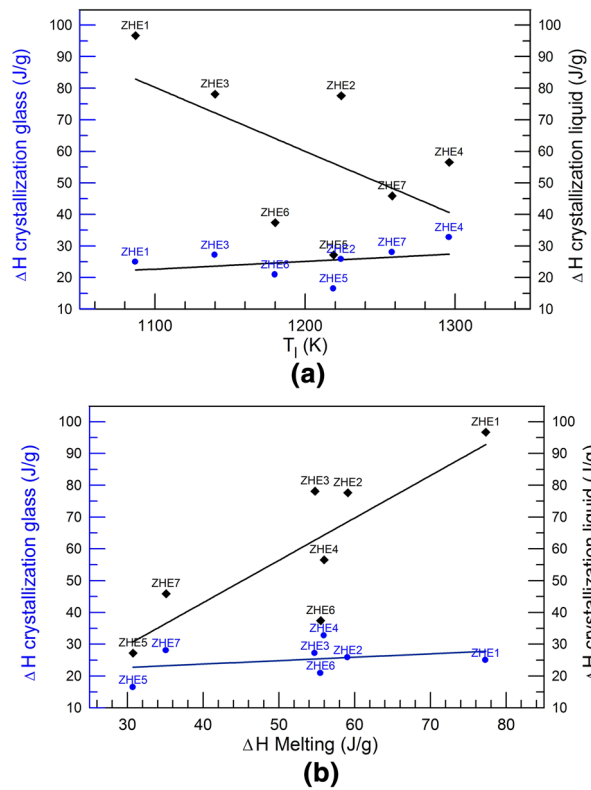 100
90
80
70
60
50
40
30
20
10
ΔH crystallization glass (J/g)
ZHE1
ZHE3
ZHE2
ZHE4
ZHE7
ZHE6
ZHE5
ZHE1
ZHE3
ZHE6
ZHE2
ZHE5
ZHE7
ZHE4
100
90
80
70
60
50
40
30
20
10
ΔH crystallization liquid (J/g)
1100 1200 1300
T_l (K)
(a)
100
90
80
70
60
50
40
30
20
10
ΔH crystallization glass (J/g)
ZHE1
ZHE3 ZHE2
ZHE4
ZHE7
ZHE6
ZHE5
ZHE7
ZHE4
ZHE3
ZHE2
ZHE1
ZHE6
ZHE5
100
90
80
70
60
50
40
30
20
10
ΔH crystallization liquid (J/g)
30 40 50 60 70 80
ΔH Melting (J/g)
(b)